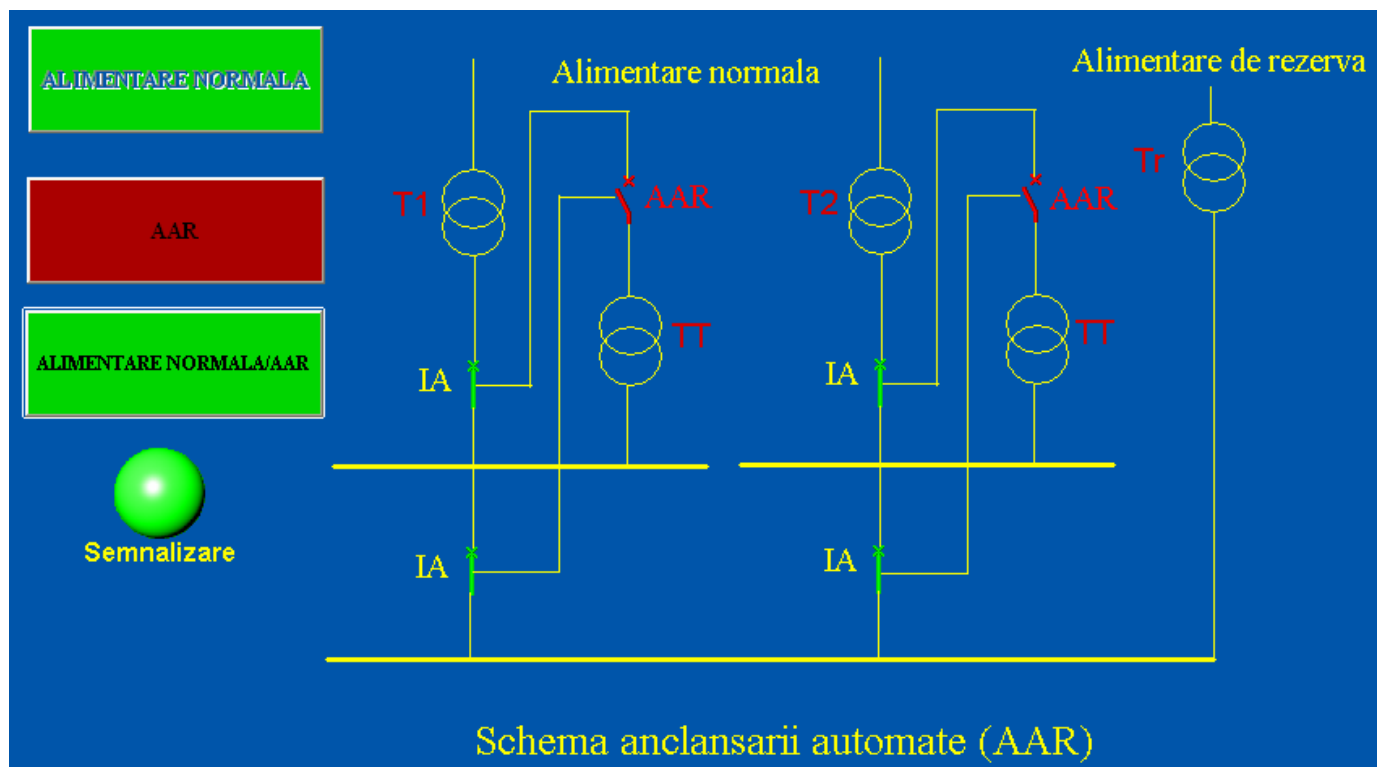 ALIMENTARE NORMALA
AAR
ALIMENTARE NORMALA/AAR
Semnalizare
Alimentare normala
Alimentare de rezerva
T1
AAR
T2
AAR
Tr
TT
TT
IA
IA
IA
IA
Schema anclansarii automate (AAR)